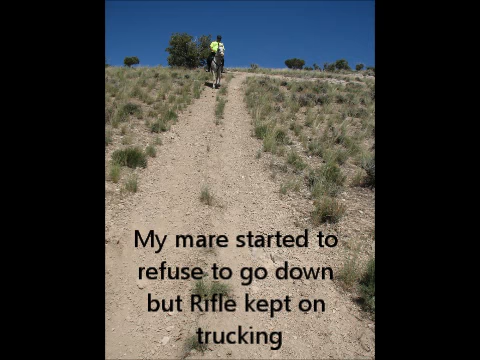 My mare started to
refuse to go down
but Rifle kept on
trucking